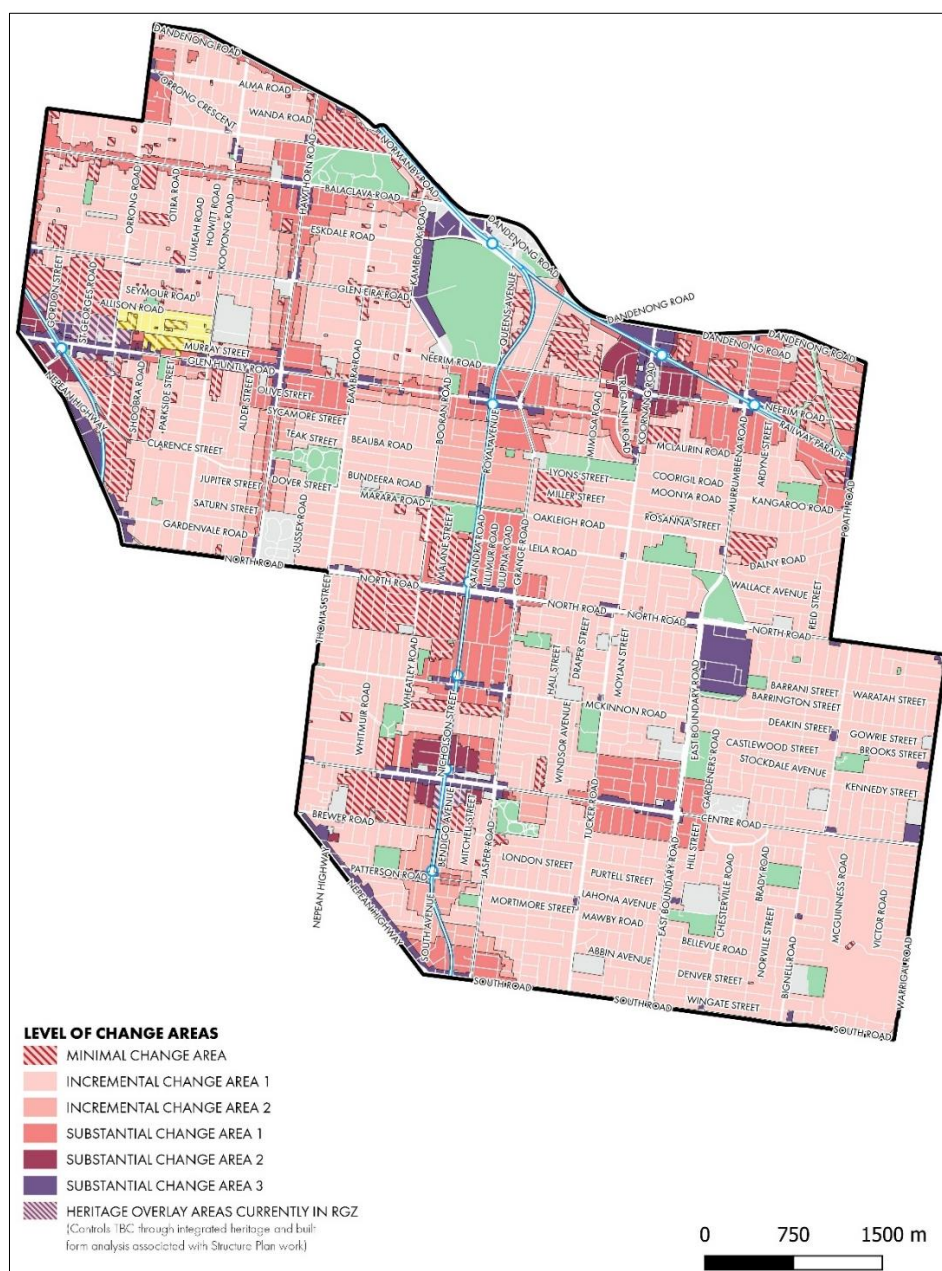 DANDENONG ROAD
ALMA ROAD
ORRONG CRESCENT
WANDA ROAD
NORMANBY ROAD
HAWTHORN ROAD
BALACLAVA ROAD
ORRONG ROAD
OTIRA ROAD
LUMEAH ROAD
HOWITT ROAD
KOOYONG ROAD
ESKDALE ROAD
KAMBROOK ROAD
DANDENONG ROAD
GORDON STREET
ST GEORGES ROAD
SEYMOUR ROAD
ALLISON ROAD
GLEN EIRA ROAD
QUEENS AVENUE
DANDENONG ROAD
DANDENONG ROAD
DANDENONG ROAD
MURRAY STREET
GLEN HUNTLY ROAD
NEERIM ROAD
NEPEAN HIGHWAY
SHOOBRA ROAD
PARKSIDE STREET
ALDER STREET
OLIVE STREET
SYCAMORE STREET
BAMBRA ROAD
BOORAN ROAD
ROYAL AVENUE
MIMOSA ROAD
TRUGANINI ROAD
KOORNANG ROAD
NEERIM ROAD
RAILWAY PARADE
MCLAURIN ROAD
MURRUMBEENA ROAD
ARDYNE STREET
CLARENCE STREET
TEAK STREET
BEAUBA ROAD
LYONS STREET
COORIGIL ROAD
JUPITER STREET
DOVER STREET
BUNDEERA ROAD
MILLER STREET
MOONYA ROAD
KANGAROO ROAD
POATH ROAD
SATURN STREET
MARARA ROAD
ROSANNA STREET
GARDENVALE ROAD
SUSSEX ROAD
MALANE STREET
KATANDRA ROAD
LILLIMUR ROAD
ULUPNA ROAD
GRANGE ROAD
OAKLEIGH ROAD
LEILA ROAD
DALNY ROAD
NORTH ROAD
WALLACE AVENUE
REID STREET
THOMAS STREET
NORTH ROAD
NORTH ROAD
NORTH ROAD
NORTH ROAD
WHEATLEY ROAD
HALL STREET
DRAPER STREET
MOYLAN STREET
EAST BOUNDARY ROAD
BARRANI STREET
WARATAH STREET
BARRINGTON STREET
WHITMUIR ROAD
NICHOLSON STREET
MCKINNON ROAD
DEAKIN STREET
GOWRIE STREET
BROOKS STREET
WINDSOR AVENUE
GARDENERS ROAD
CASTLEWOOD STREET
STOCKDALE AVENUE
KENNEDY STREET
BREWER ROAD
BENDIGO AVENUE
MITCHELL STREET
JASPER ROAD
TUCKER ROAD
CENTRE ROAD
HILL STREET
LONDON STREET
PATTERSON ROAD
PURTELL STREET
EAST BOUNDARY ROAD
CHESTERVILLE ROAD
BRADY ROAD
MCGUINNESS ROAD
VICTOR ROAD
NEPEAN HIGHWAY
NEPEAN HIGHWAY
SOUTH AVENUE
MORTIMORE STREET
LAHONA AVENUE
MAWBY ROAD
NORVILLE STREET
BELLEVUE ROAD
ABBIN AVENUE
BIGNELL ROAD
WARRIGAL ROAD
DENVER STREET
SOUTH ROAD
SOUTH ROAD
WINGATE STREET
SOUTH ROAD
LEVEL OF CHANGE AREAS
MINIMAL CHANGE AREA
INCREMENTAL CHANGE AREA 1
INCREMENTAL CHANGE AREA 2
SUBSTANTIAL CHANGE AREA 1
SUBSTANTIAL CHANGE AREA 2
SUBSTANTIAL CHANGE AREA 3
HERITAGE OVERLAY AREAS CURRENTLY IN RGZ
(Controls TBC through integrated heritage and built
form analysis associated with Structure Plan work)
0 750 1500 m